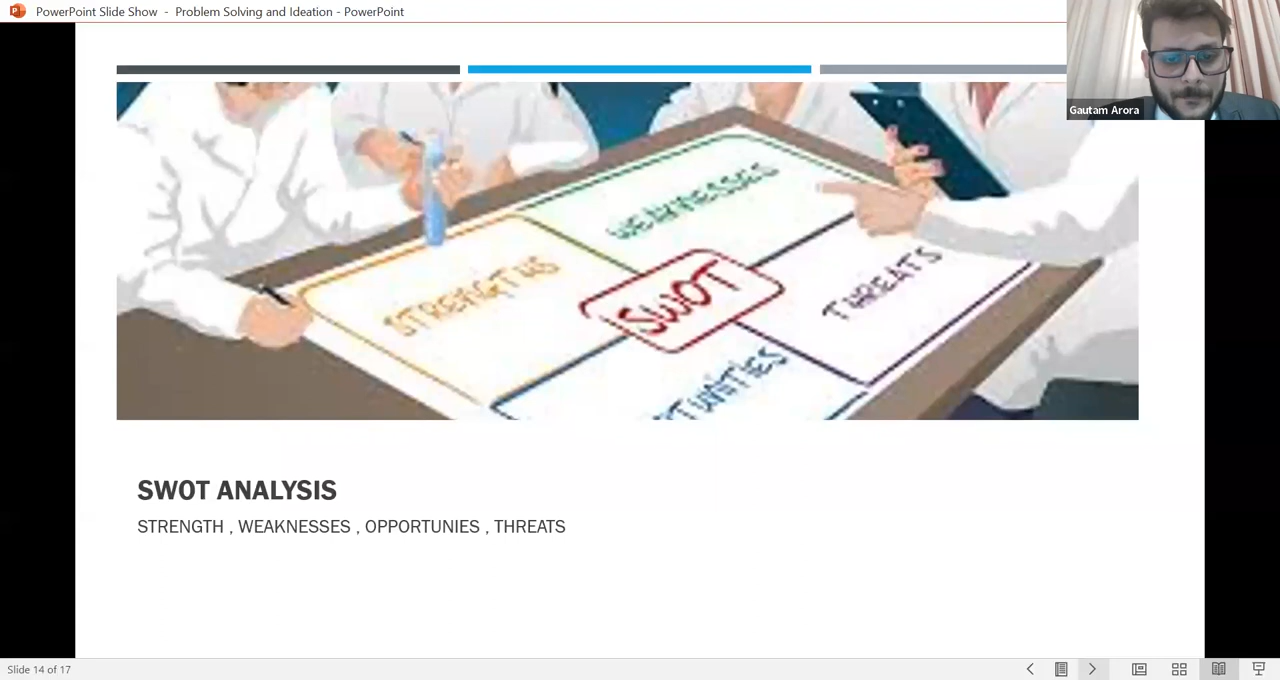 PowerPoint Slide Show - Problem Solving and Ideation - PowerPoint
Gautam Arora
WEAKNESSES
STRENGTHS
SWOT
THREATS
RTUNITIES
SWOT ANALYSIS
STRENGTH , WEAKNESSES , OPPORTUNIES , THREATS
Slide 14 of 17